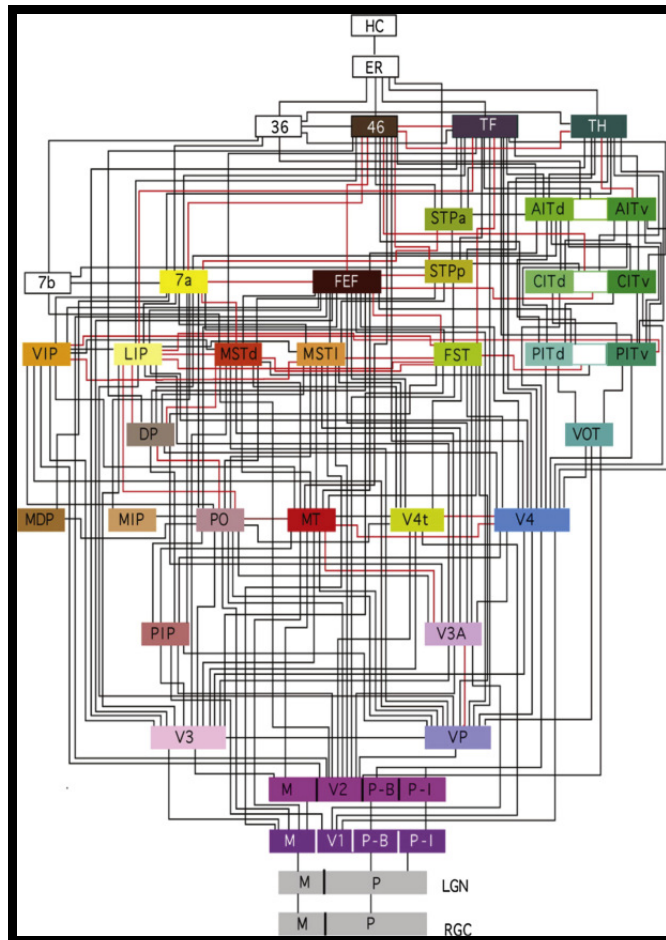 HC
ER
36 46 TF TH
STPa AITd AITv
7b 7a FEF STPp CITd CITv
VIP LIP MSTd MSTl FST PITd PITv
DP VOT
MDP MIP PO MT V4t V4
PIP V3A
V3 VP
M V2 P-B P-I
M V1 P-B P-I
M P LGN
M P RGC